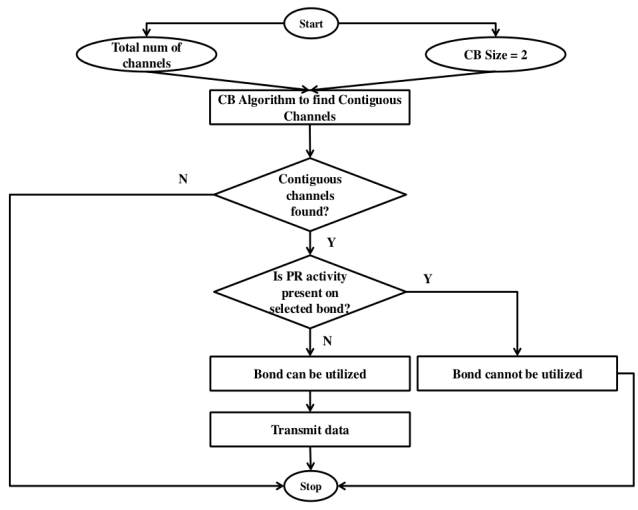 Start
Total num of
channels
CB Size = 2
CB Algorithm to find Contiguous
Channels
N
Contiguous
channels
found?
Y
Is PR activity
present on
selected bond?
Y
N
Bond can be utilized
Bond cannot be utilized
Transmit data
Stop